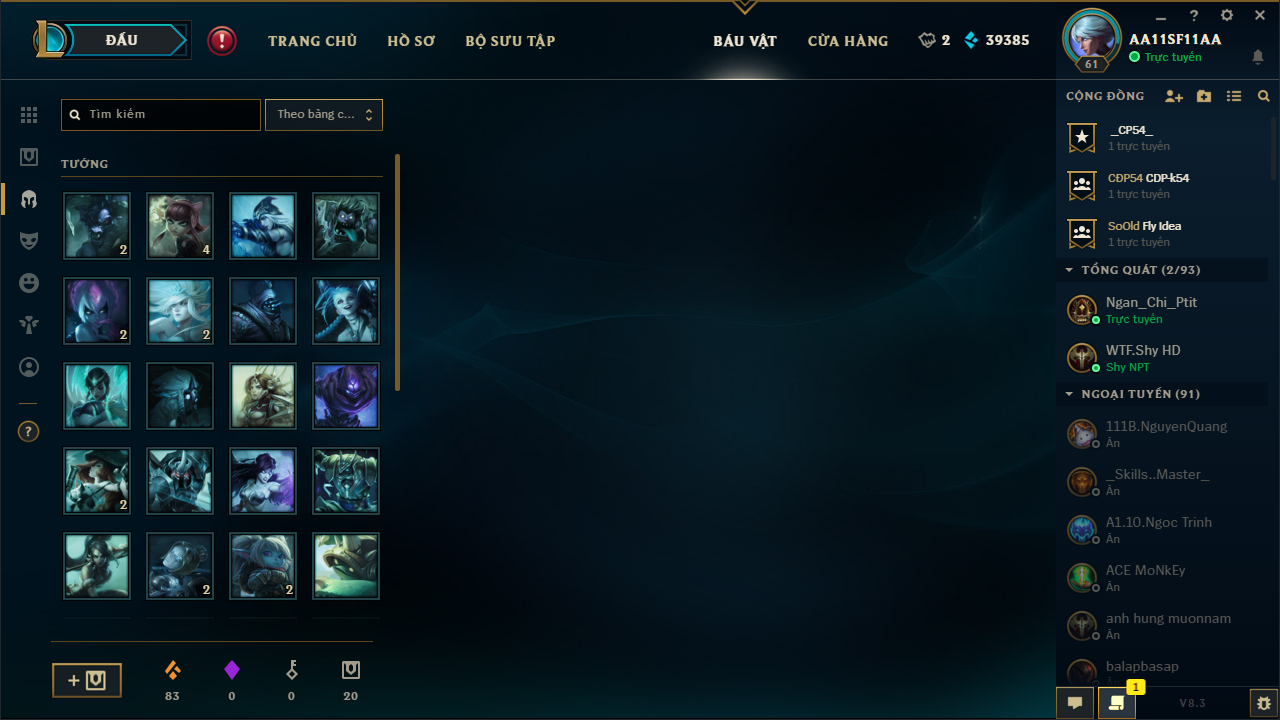 ĐẤU
!
TRANG CHỦ
HỒ SƠ
BỘ SƯU TẬP
BÁU VẬT
CỬA HÀNG
2
39385
?
61
AA11SF11AA
Trực tuyến
Tìm kiếm
Theo bảng c...
TƯỚNG
2
4
2
2
2
2
2
?
83
0
0
20
+
CỘNG ĐỒNG
_CP54_
1 trực tuyến
CĐP54 CDP-k54
1 trực tuyến
SoOld Fly Idea
1 trực tuyến
TỔNG QUÁT (2/93)
Ngan_Chi_Ptit
Trực tuyến
WTF.Shy HD
Shy NPT
NGOẠI TUYẾN (91)
111B.NguyenQuang
Ẩn
_Skills..Master_
Ẩn
A1.10.Ngoc Trinh
Ẩn
ACE MoNkEy
Ẩn
anh hung muonnam
Ẩn
balapbasap
Ẩn
1
V8.3